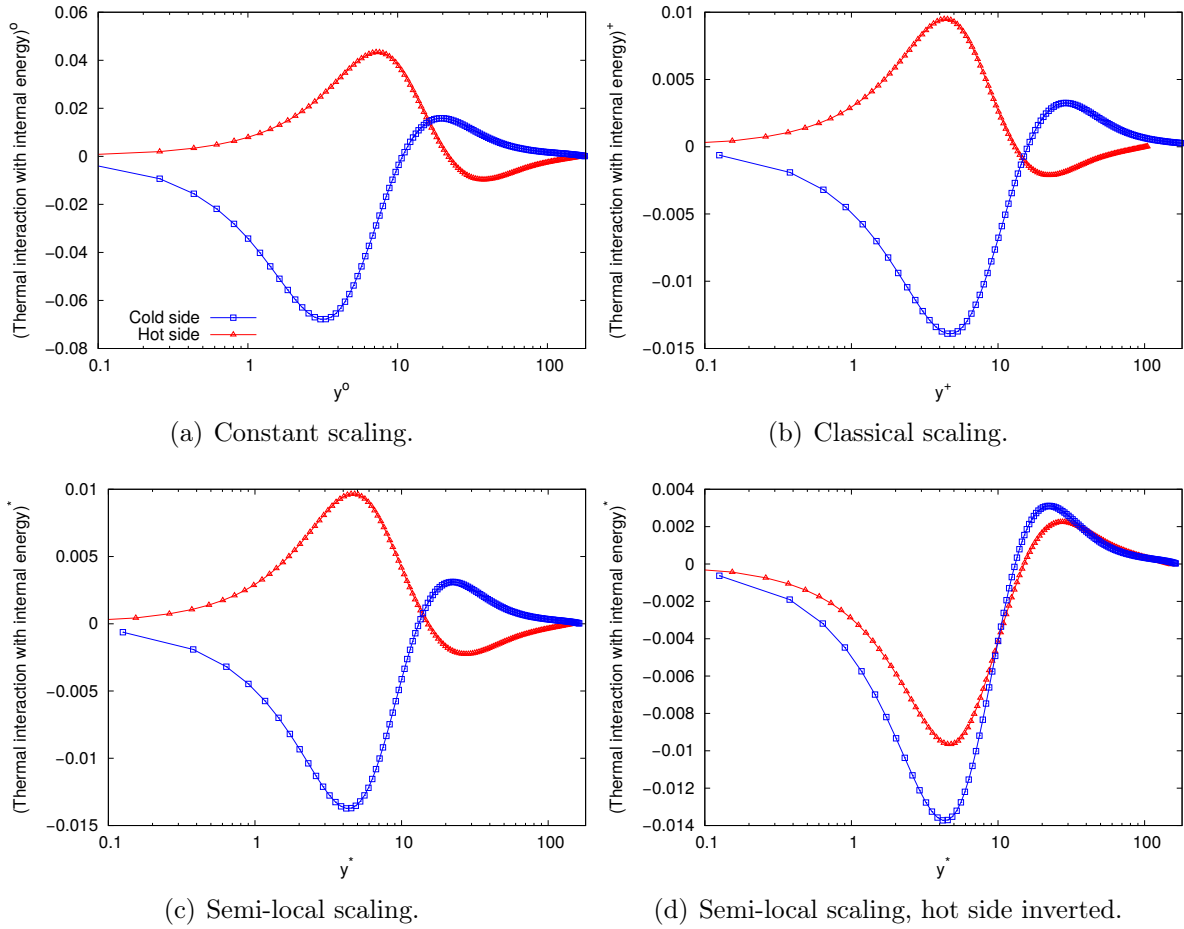 (Thermal interaction with internal energy)°
0.06
0.04
0.02
0
−0.02
−0.04
−0.06
−0.08
Cold side
Hot side
0.1 1 10 100
y°
(a) Constant scaling.
(Thermal interaction with internal energy)⁺
0.01
0.005
0
−0.005
−0.01
−0.015
0.1 1 10 100
y⁺
(b) Classical scaling.
(Thermal interaction with internal energy)*
0.01
0.005
0
−0.005
−0.01
−0.015
0.1 1 10 100
y*
(c) Semi-local scaling.
(Thermal interaction with internal energy)*
0.004
0.002
0
−0.002
−0.004
−0.006
−0.008
−0.01
−0.012
−0.014
0.1 1 10 100
y*
(d) Semi-local scaling, hot side inverted.